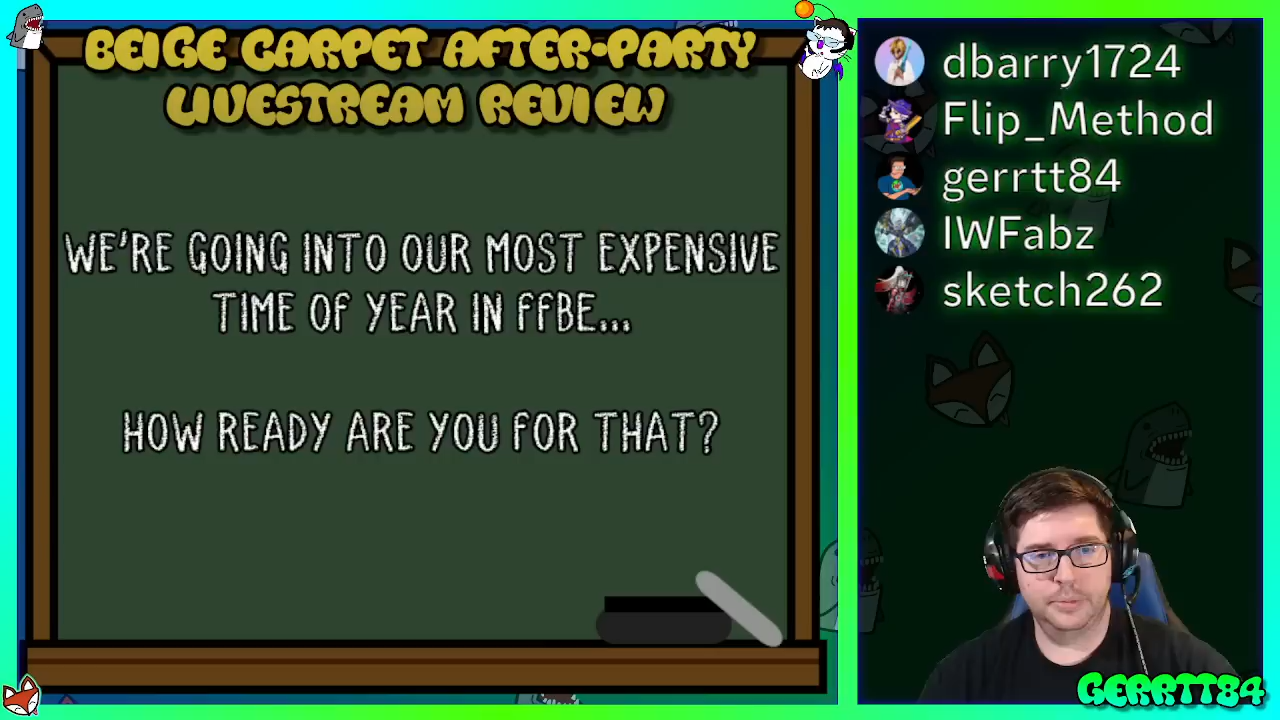 BEIGE CARPET AFTER-PARTY
LIVESTREAM REVIEW
WE'RE GOING INTO OUR MOST EXPENSIVE
TIME OF YEAR IN FFBE...
HOW READY ARE YOU FOR THAT?
dbarry1724
Flip_Method
gerrtt84
IWFabz
sketch262
GERRTT84